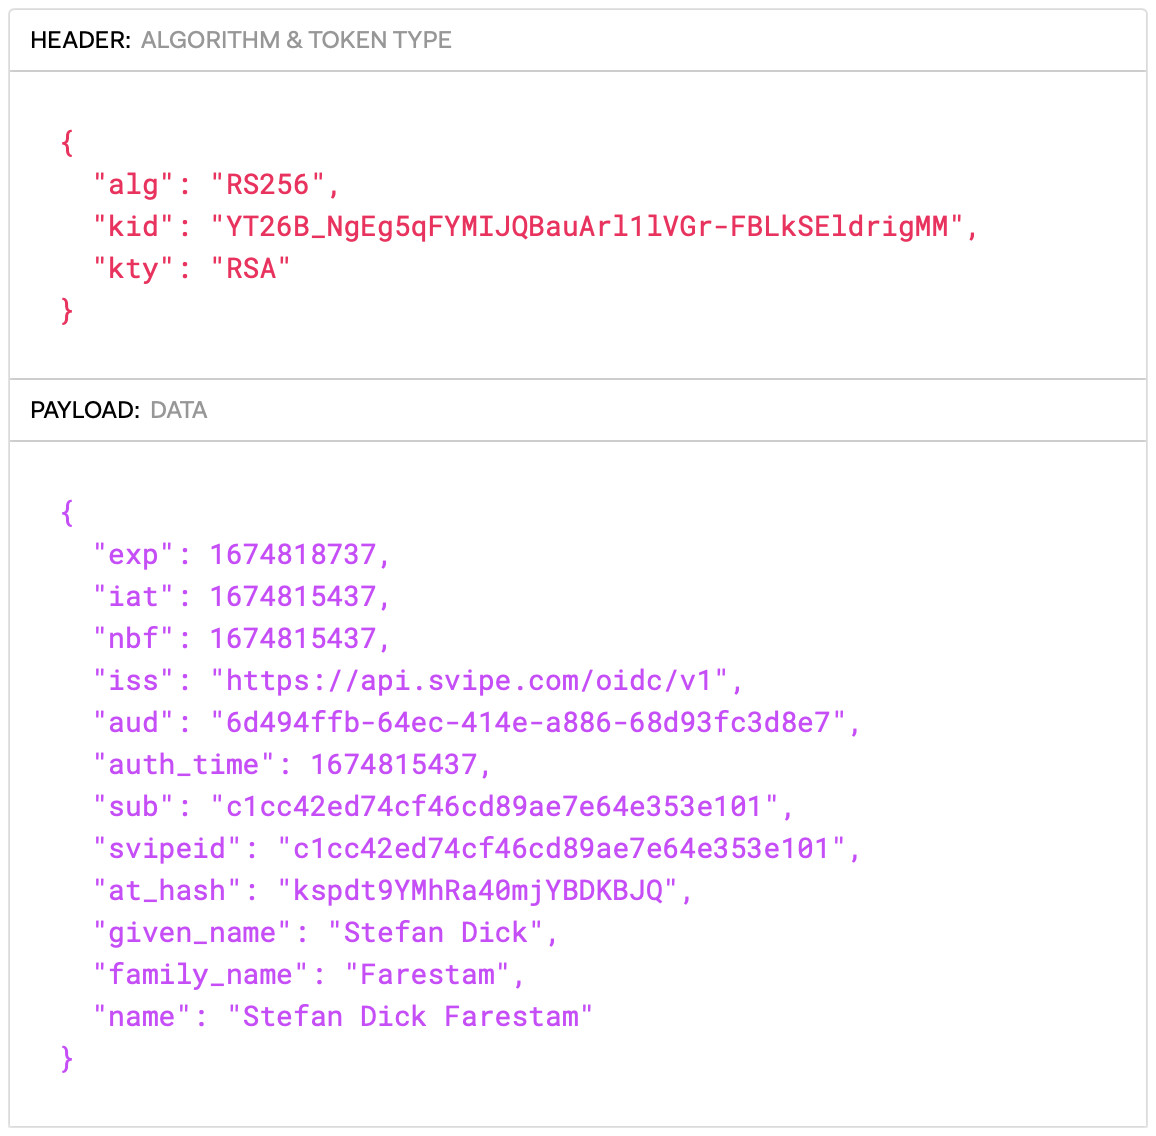 HEADER: ALGORITHM & TOKEN TYPE
{
"alg": "RS256",
"kid": "YT26B_NgEg5qFYMIJQBauArl1lVGr-FBLkSEldrigMM",
"kty": "RSA"
}
PAYLOAD: DATA
{
"exp": 1674818737,
"iat": 1674815437,
"nbf": 1674815437,
"iss": "https://api.svipe.com/oidc/v1",
"aud": "6d494ffb-64ec-414e-a886-68d93fc3d8e7",
"auth_time": 1674815437,
"sub": "c1cc42ed74cf46cd89ae7e64e353e101",
"svipeid": "c1cc42ed74cf46cd89ae7e64e353e101",
"at_hash": "kspdt9YMhRa40mjYBDKBJQ",
"given_name": "Stefan Dick",
"family_name": "Farestam",
"name": "Stefan Dick Farestam"
}